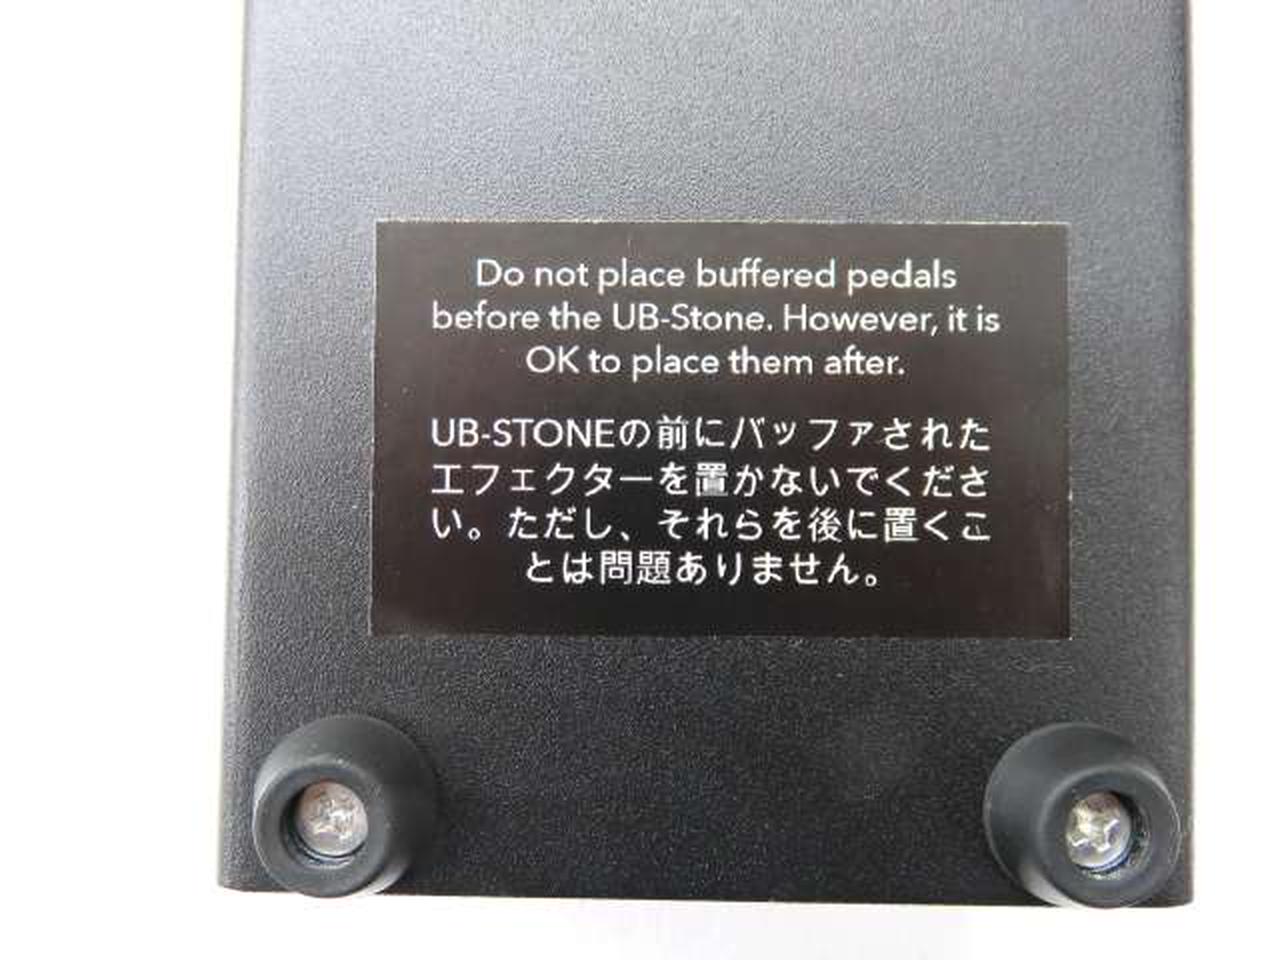 Do not place buffered pedals
before the UB-Stone. However, it is
OK to place them after.
UB-STONEの前にバッファされた
エフェクターを置かないでくださ
い。ただし、それらを後に置くこ
とは問題ありません。